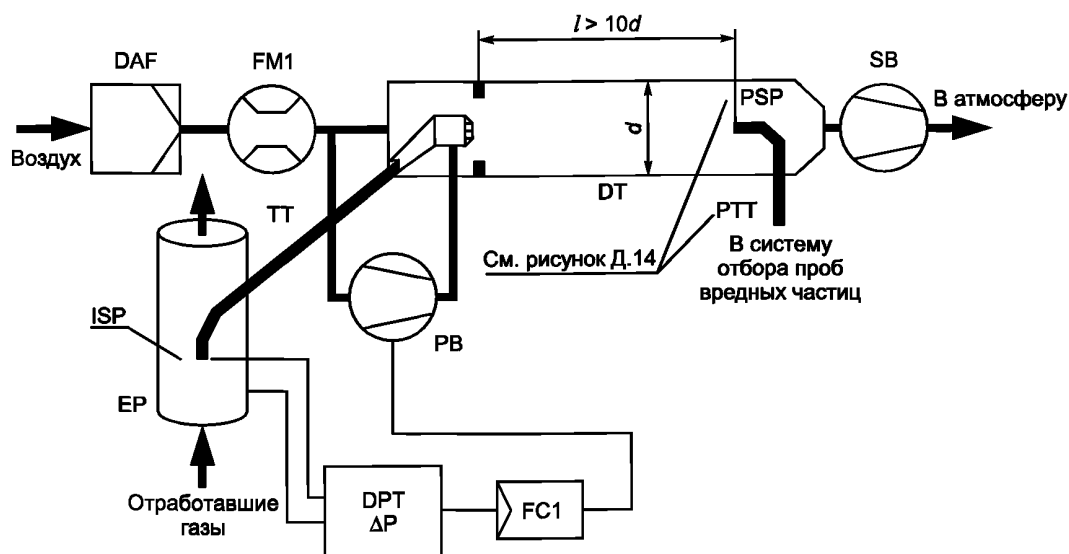 l > 10d
DAF
FM1
PSP
SB
В атмосферу
Воздух
d
DT
TT
PTT
См. рисунок Д.14
В систему
отбора проб
вредных частиц
ISP
PB
EP
Отработавшие
газы
DPT
ΔP
FC1